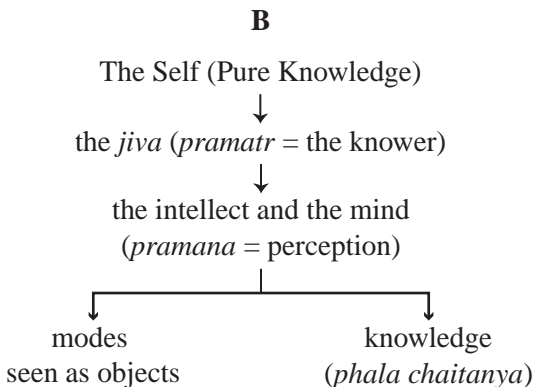 B
The Self (Pure Knowledge)
the jiva (pramatr = the knower)
the intellect and the mind
(pramana = perception)
modes
seen as objects
knowledge
(phala chaitanya)